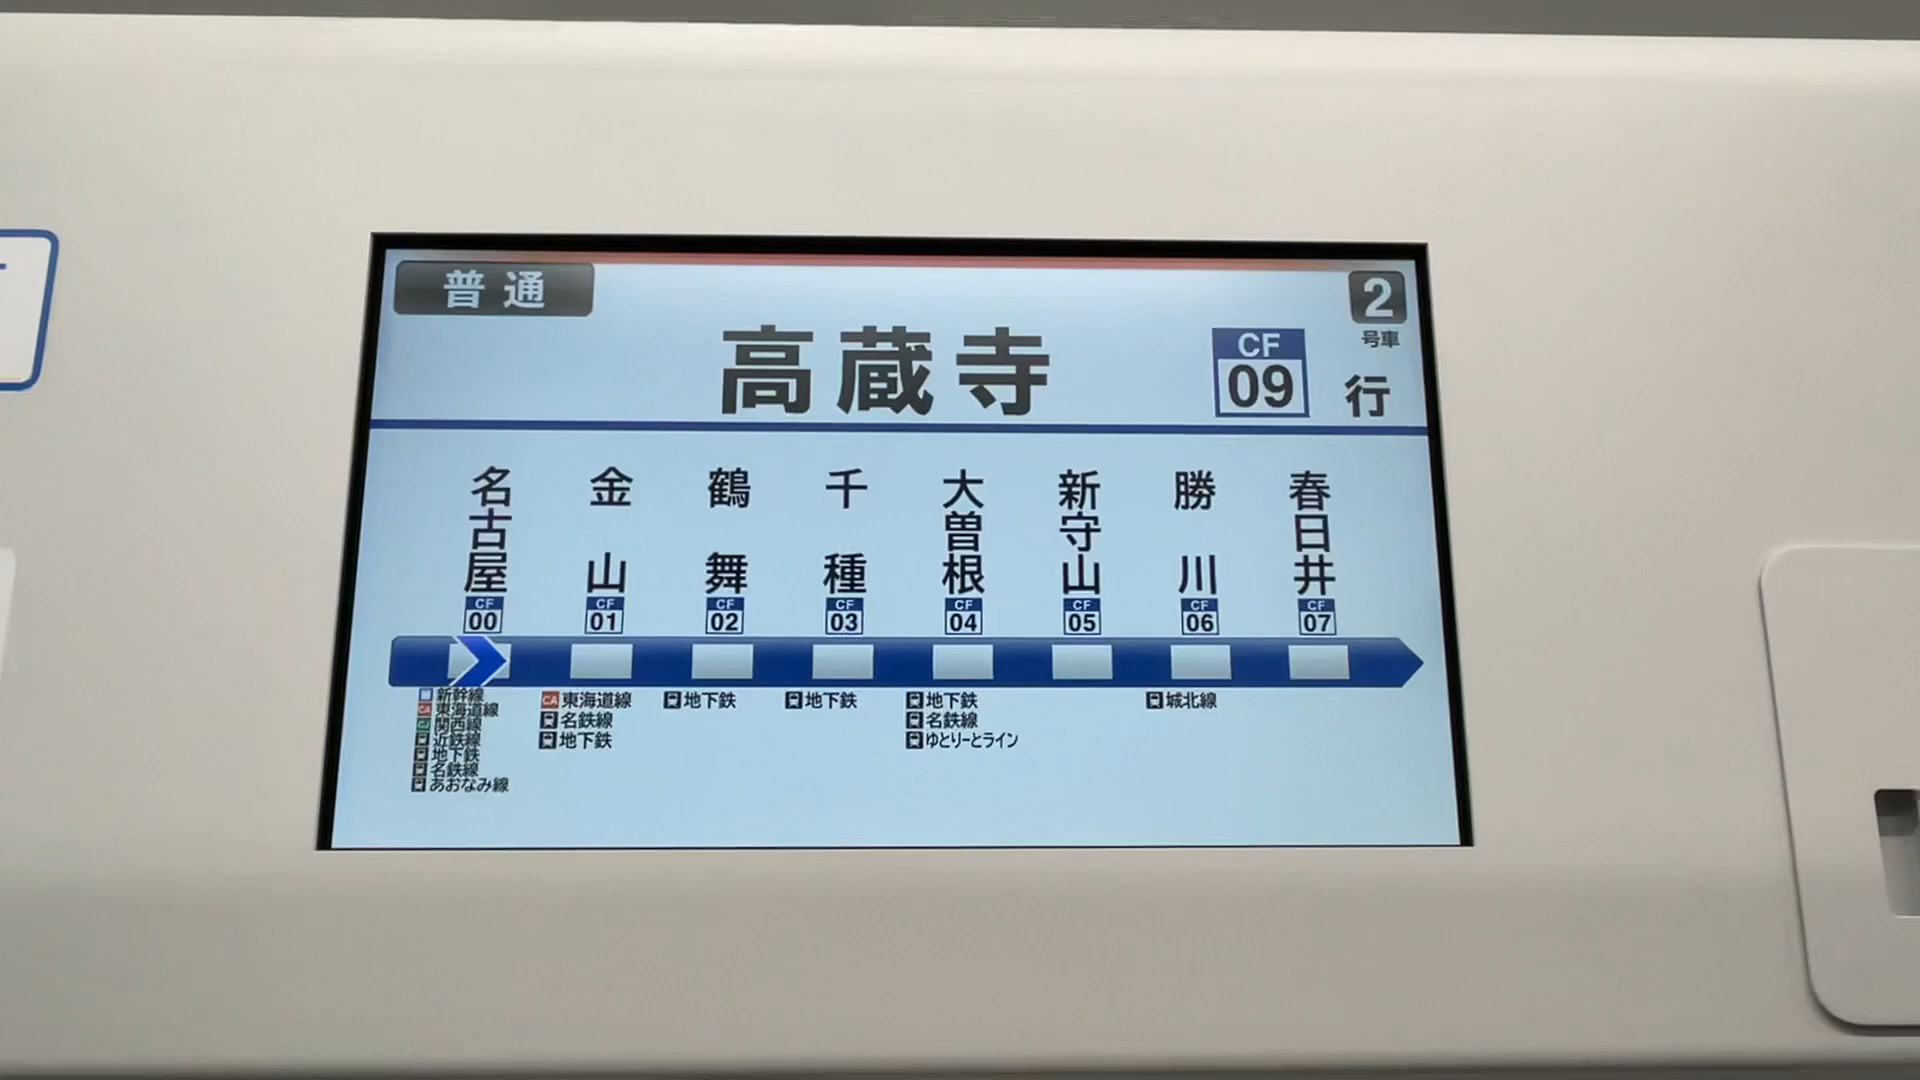 普通
2
号車
高蔵寺
CF
09
行
名古屋
金山
鶴舞
千種
大曽根
新守山
勝川
春日井
CF
00
CF
01
CF
02
CF
03
CF
04
CF
05
CF
06
CF
07
新幹線
CA 東海道線
CJ 関西線
近鉄線
地下鉄
名鉄線
あおなみ線
CA 東海道線
名鉄線
地下鉄
地下鉄
地下鉄
地下鉄
名鉄線
ゆとりーとライン
城北線